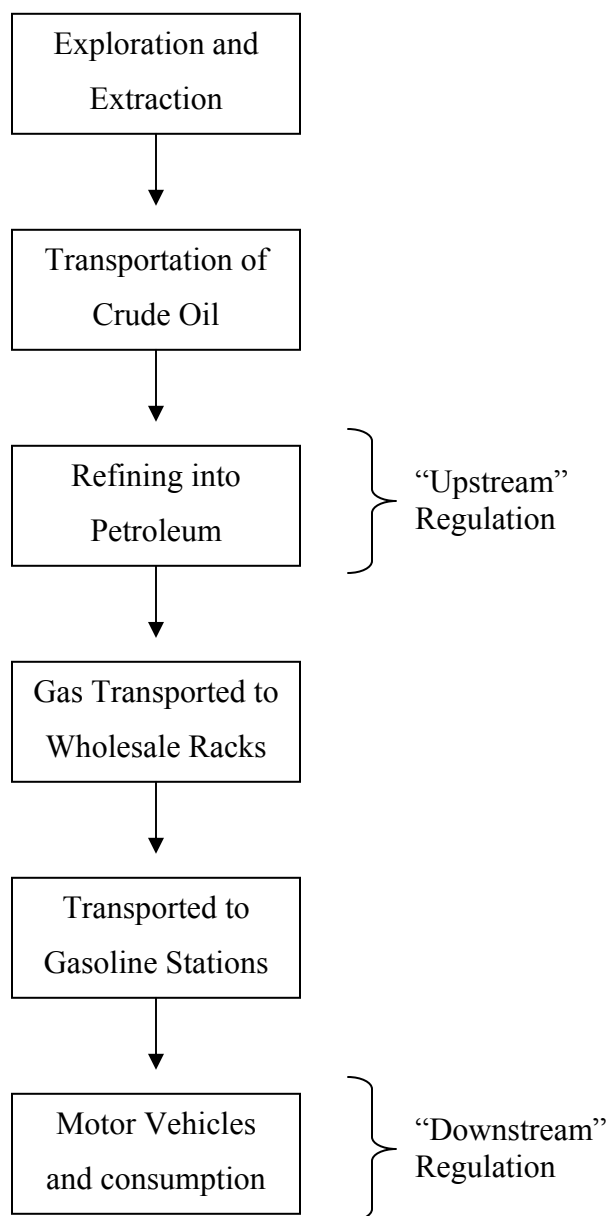 Exploration and
Extraction
Transportation of
Crude Oil
Refining into
Petroleum
“Upstream”
Regulation
Gas Transported to
Wholesale Racks
Transported to
Gasoline Stations
Motor Vehicles
and consumption
“Downstream”
Regulation